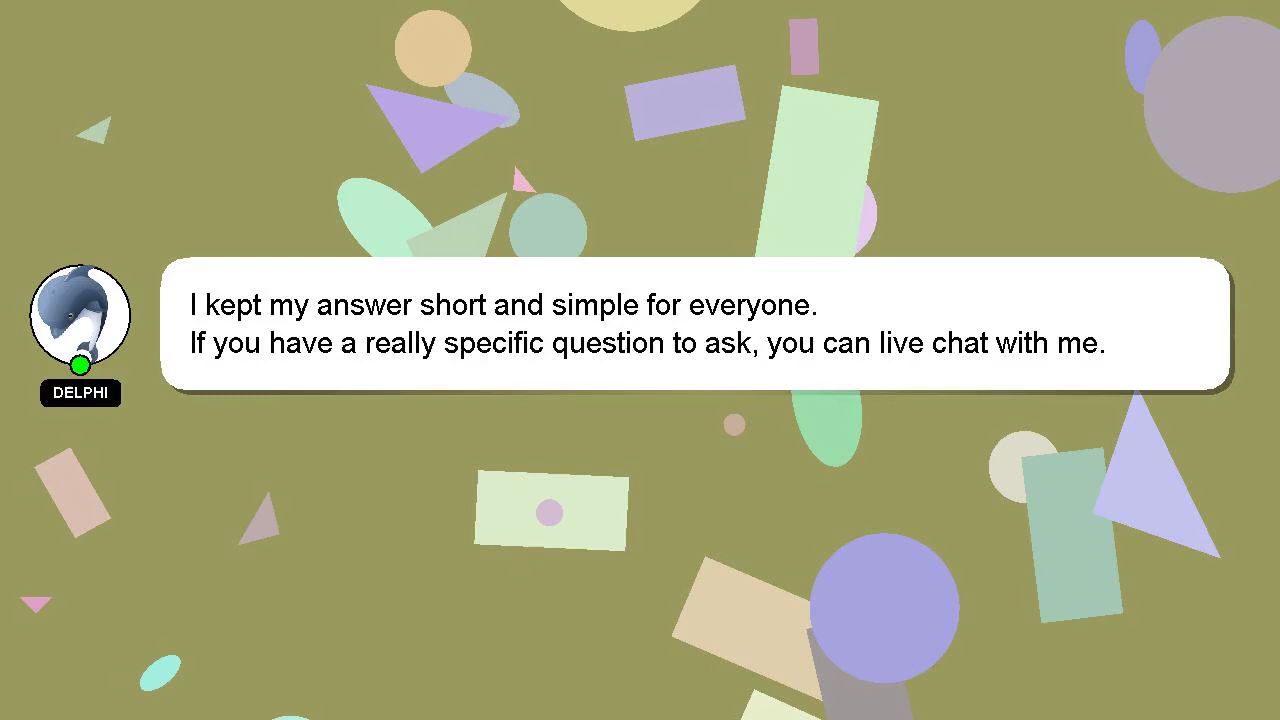 I kept my answer short and simple for everyone.
If you have a really specific question to ask, you can live chat with me.
DELPHI